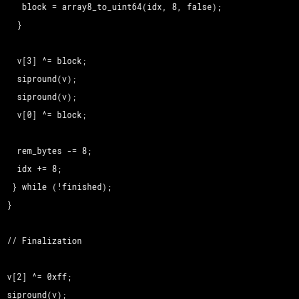 block = array8_to_uint64(idx, 8, false);
}
v[3] ^= block;
sipround(v);
sipround(v);
v[0] ^= block;
rem_bytes -= 8;
idx += 8;
} while (!finished);
}
// Finalization
v[2] ^= 0xff;
sipround(v);